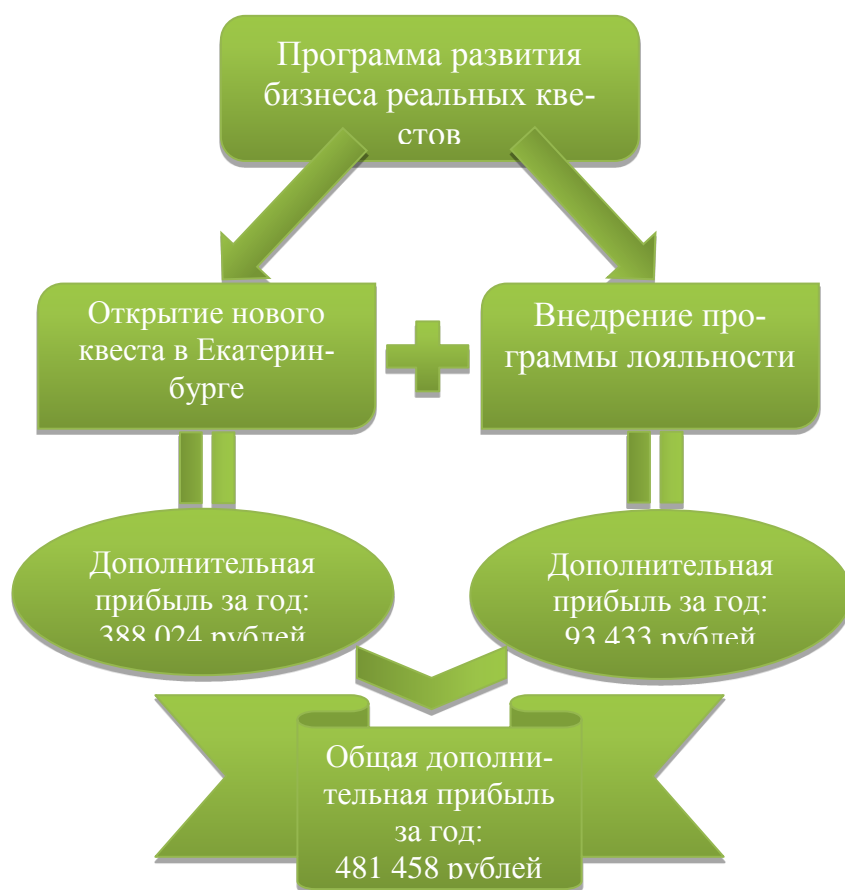 Программа развития
бизнеса реальных кве-
стов
Открытие нового
квеста в Екатерин-
бурге
Внедрение про-
граммы лояльности
Дополнительная
прибыль за год:
388 024 рублей
Дополнительная
прибыль за год:
93 433 рублей
Общая дополни-
тельная прибыль
за год:
481 458 рублей